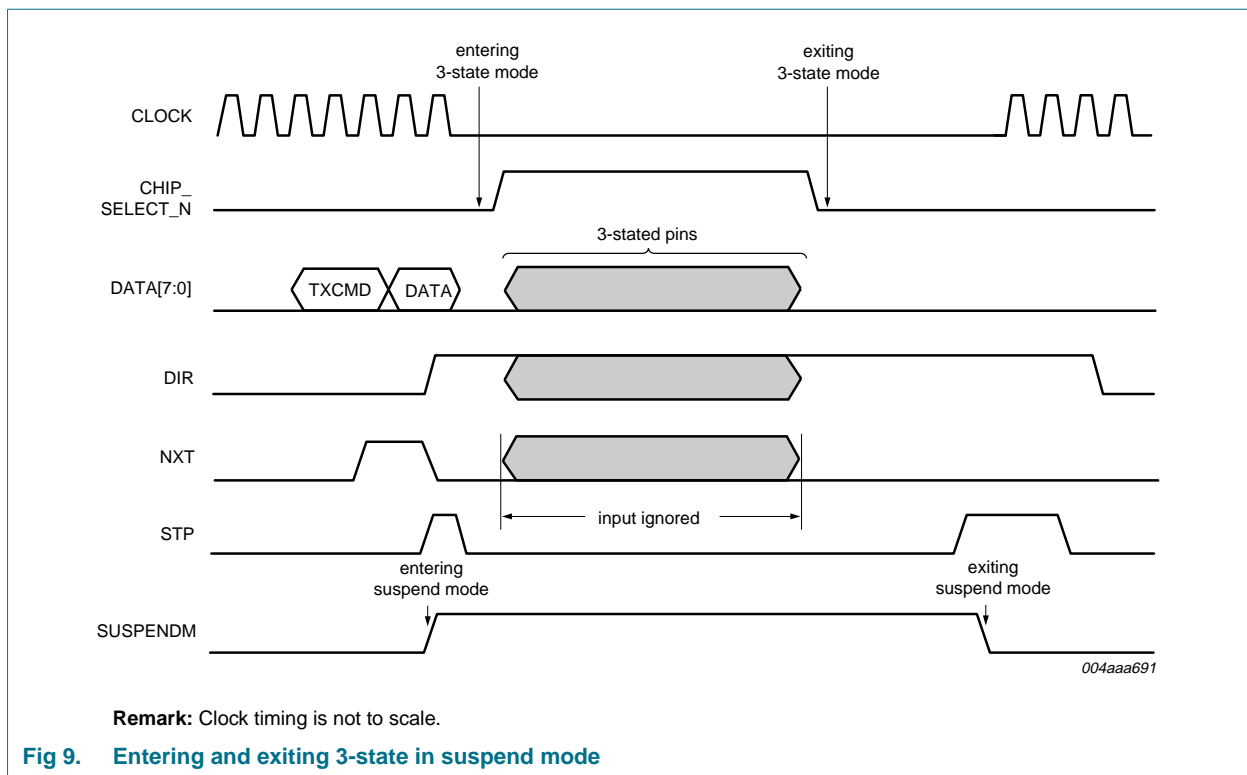 entering
3-state mode
exiting
3-state mode
CLOCK
CHIP_
SELECT_N
3-stated pins
DATA[7:0]
TXCMD
DATA
DIR
NXT
input ignored
STP
entering
suspend mode
exiting
suspend mode
SUSPENDM
004aaa691
Remark: Clock timing is not to scale.
Fig 9. Entering and exiting 3-state in suspend mode